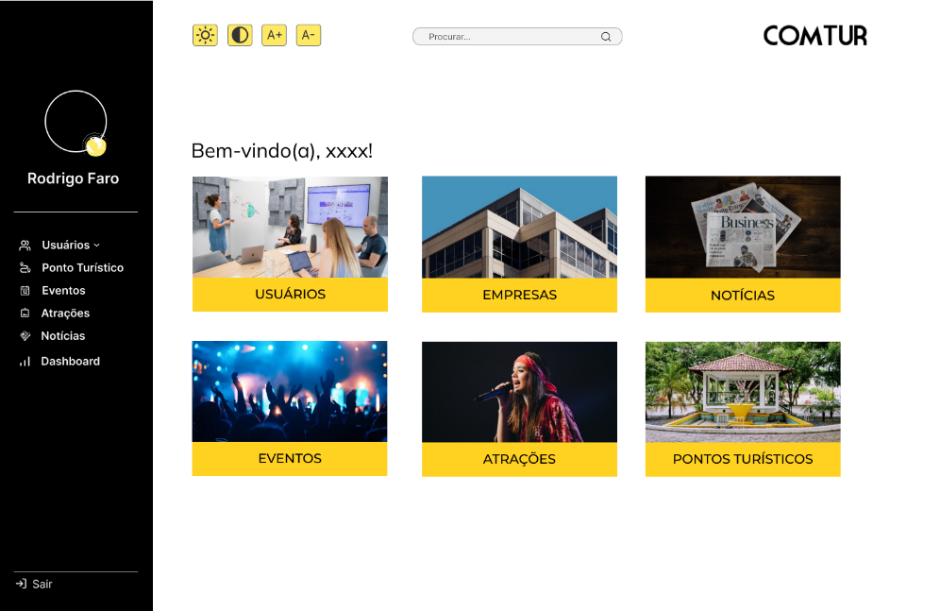 A+ A-
Procurar...
COMTUR
Rodrigo Faro
Usuários
Ponto Turístico
Eventos
Atrações
Notícias
Dashboard
Sair
Bem-vindo(a), xxxx!
USUÁRIOS
EMPRESAS
Business
NOTÍCIAS
EVENTOS
ATRAÇÕES
PONTOS TURÍSTICOS